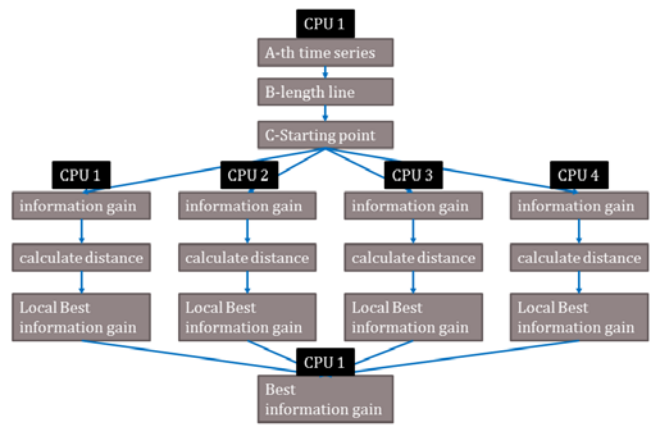 CPU 1
A-th time series
B-length line
C-Starting point
CPU 1
CPU 2
CPU 3
CPU 4
information gain
information gain
information gain
information gain
calculate distance
calculate distance
calculate distance
calculate distance
Local Best
information gain
Local Best
information gain
Local Best
information gain
Local Best
information gain
CPU 1
Best
information gain